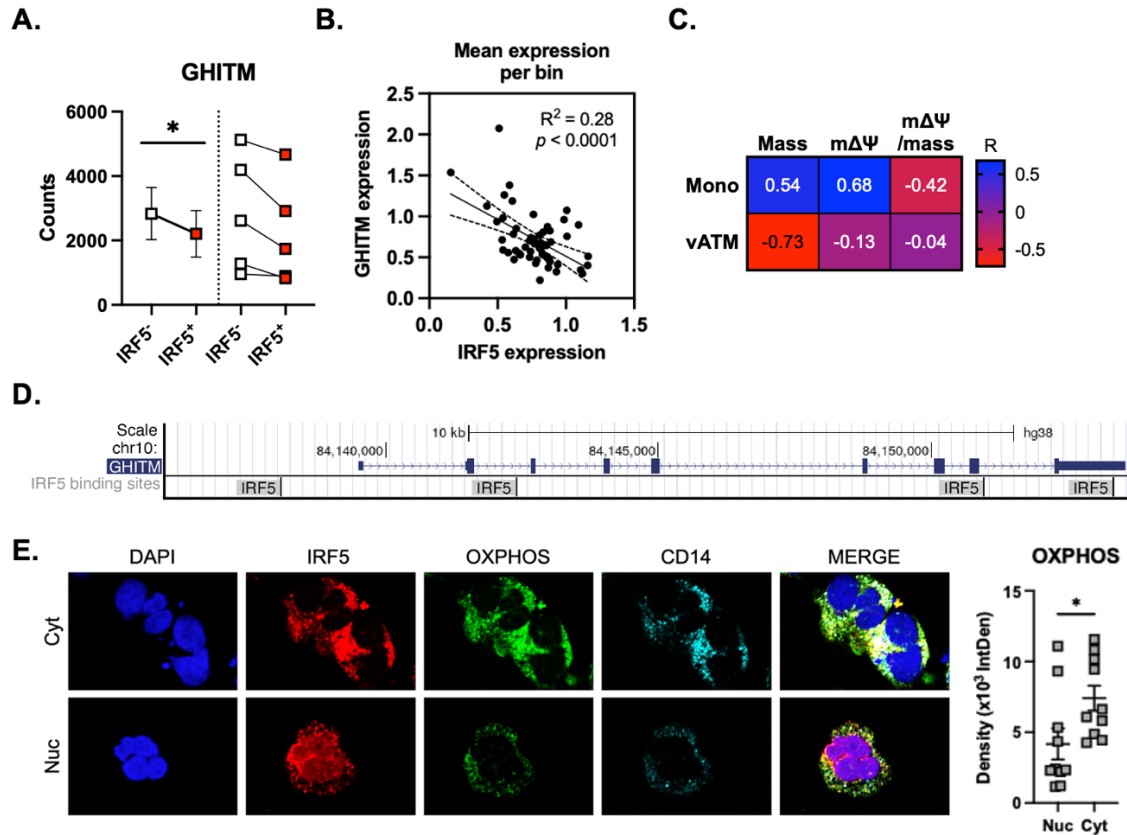 A.
GHITM
Counts
6000
4000
2000
0
*
IRF5-
IRF5+
IRF5-
IRF5+
B.
Mean expression
per bin
GHITM expression
2.5
2.0
1.5
1.0
0.5
0.0
R² = 0.28
p < 0.0001
0.0 0.5 1.0 1.5
IRF5 expression
C.
Mass mΔΨ mΔΨ
/mass
R
Mono 0.54 0.68 -0.42
vATM -0.73 -0.13 -0.04
0.5
0
-0.5
D.
Scale 10 kb hg38
chr10: 84,140,000 84,145,000 84,150,000
GHITM
IRF5 binding sites IRF5 IRF5 IRF5 IRF5
E.
DAPI IRF5 OXPHOS CD14 MERGE
Cyt
Nuc
OXPHOS
Density (x10³ IntDen)
15
10
5
0
*
Nuc Cyt